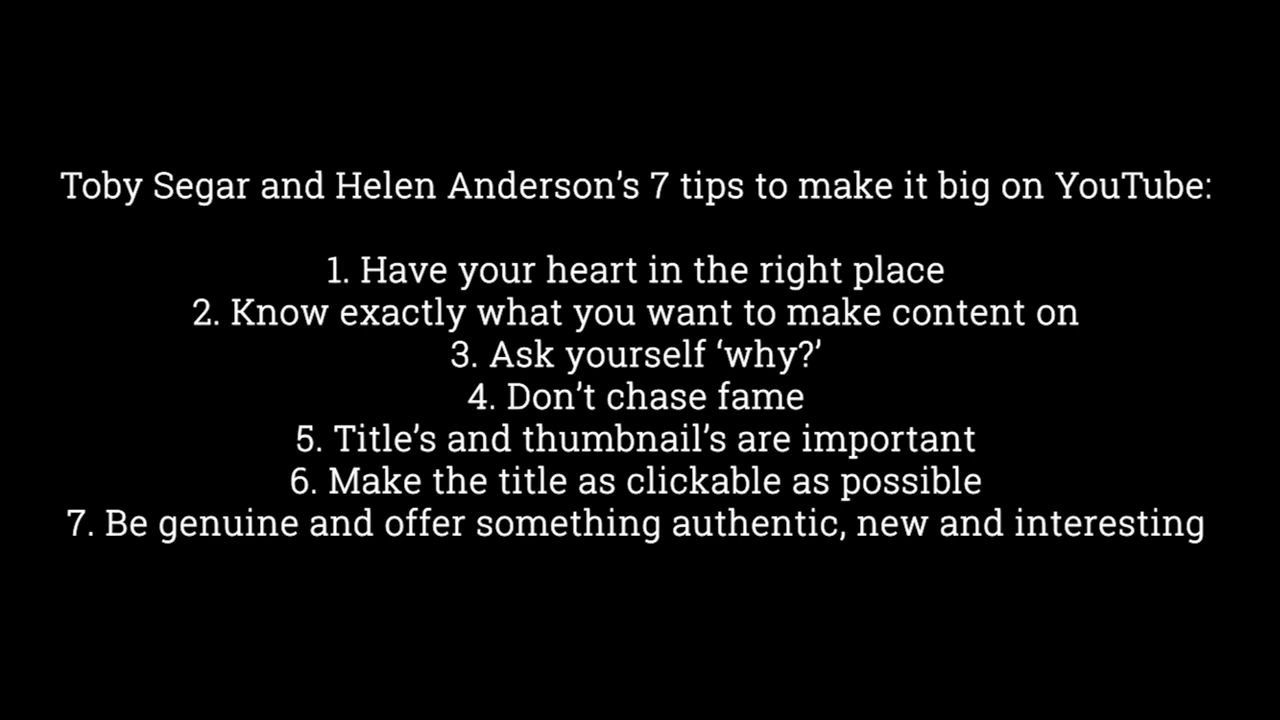 Toby Segar and Helen Anderson’s 7 tips to make it big on YouTube:
1. Have your heart in the right place
2. Know exactly what you want to make content on
3. Ask yourself ‘why?’
4. Don’t chase fame
5. Title’s and thumbnail’s are important
6. Make the title as clickable as possible
7. Be genuine and offer something authentic, new and interesting